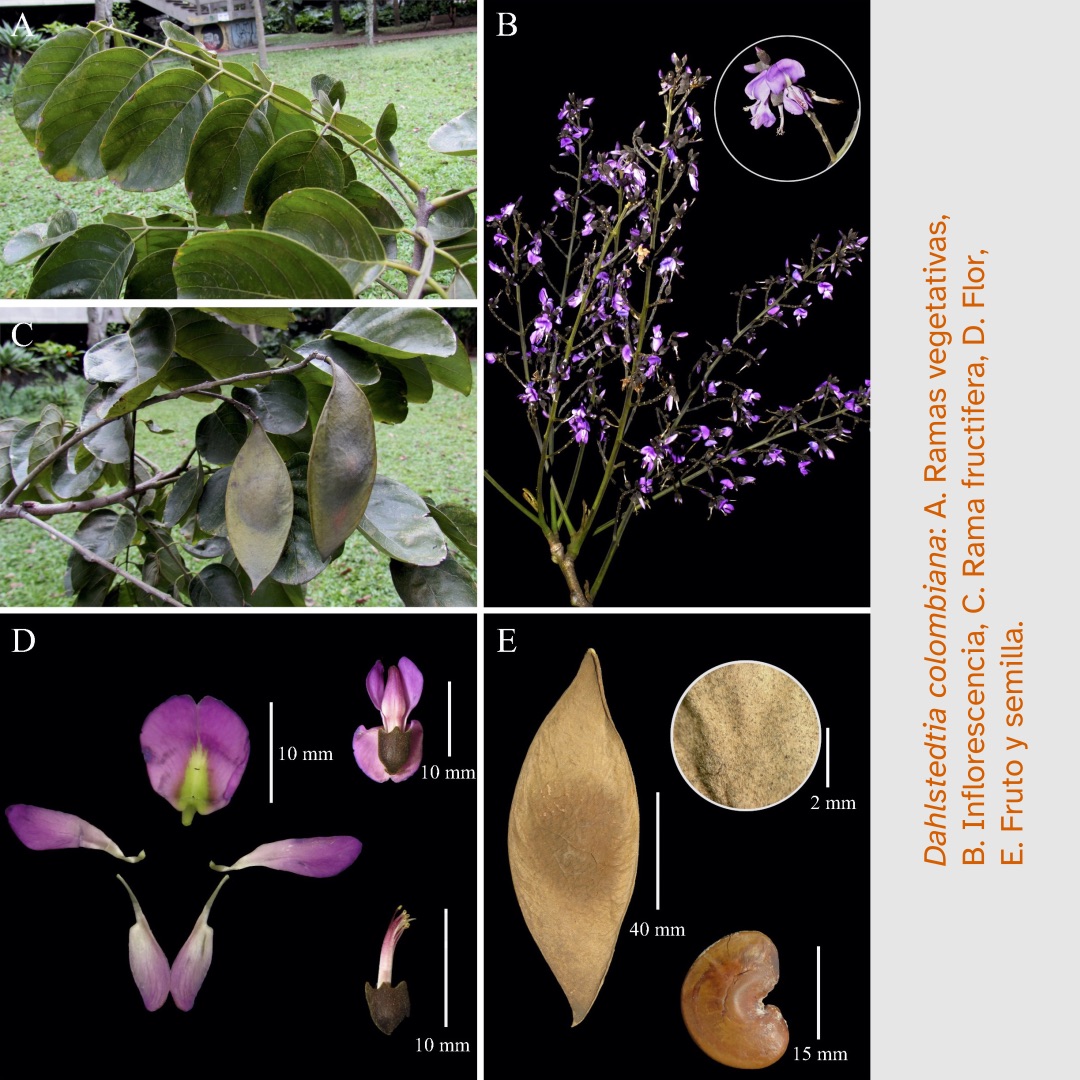 A
B
C
D
10 mm
10 mm
10 mm
E
2 mm
40 mm
15 mm
Dahlstedtia colombiana: A. Ramas vegetativas,
B. Inflorescencia, C. Rama fructifera, D. Flor,
E. Fruto y semilla.